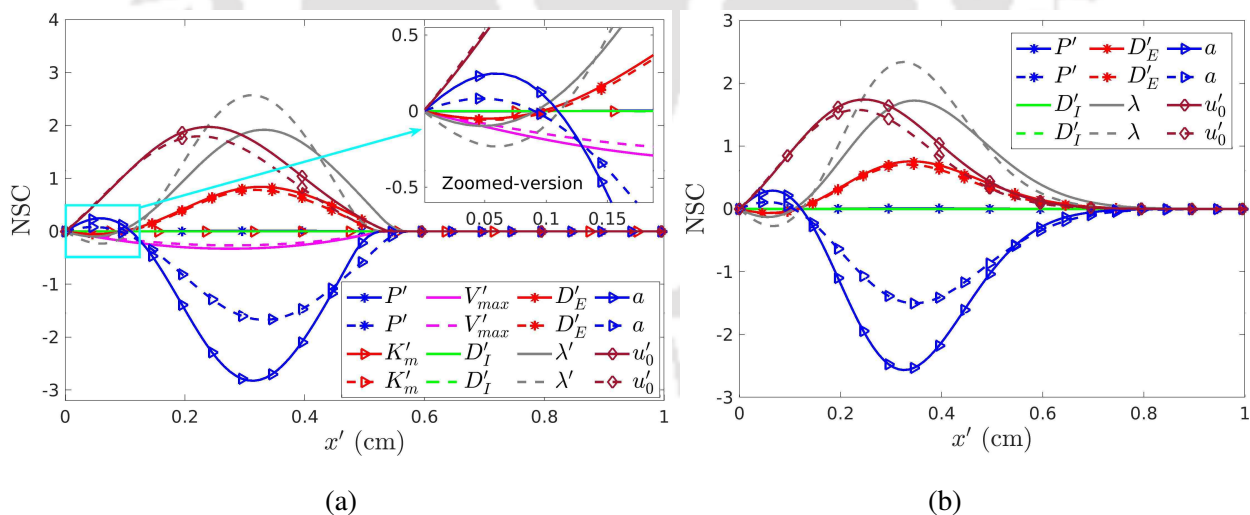 4
3
2
1
0
-1
-2
-3
NSC
0 0.2 0.4 0.6 0.8 1
x′ (cm)
0.5
0
-0.5
0.05 0.1 0.15
Zoomed-version
P′ V′max D′E a
P′ V′max D′E a
K′m D′I λ′ u′0
K′m D′I λ′ u′0
(a)
3
2
1
0
-1
-2
-3
NSC
0 0.2 0.4 0.6 0.8 1
x′ (cm)
P′ D′E a
P′ D′E a
D′I λ u′0
D′I λ u′0
(b)